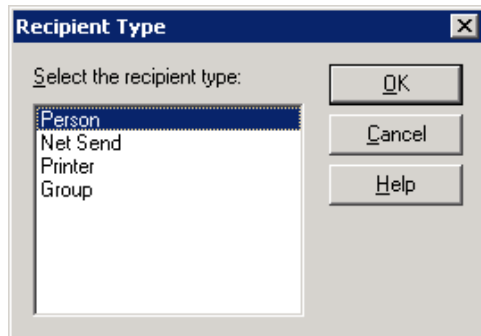 Recipient Type
Select the recipient type:
Person
Net Send
Printer
Group
OK
Cancel
Help